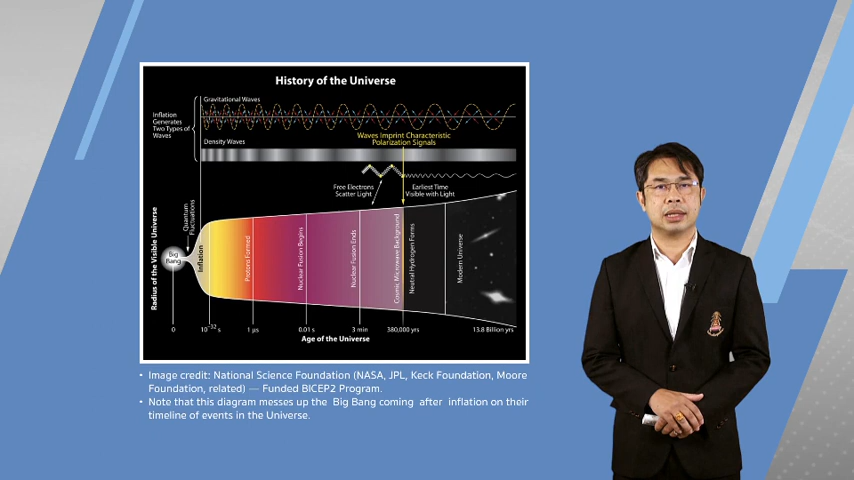 History of the Universe
Gravitational Waves
Inflation
Generates
Two Types of
Waves
Waves Imprint Characteristic
Polarization Signals
Density Waves
Free Electrons
Scatter Light
Earliest Time
Visible with Light
Radius of the Visible Universe
Quantum
Fluctuations
Big
Bang
Inflation
Protons Formed
Nuclear Fusion Begins
Nuclear Fusion Ends
Cosmic Microwave Background
Neutral Hydrogen Forms
Modern Universe
0
10⁻³² s
1 µs
0.01 s
3 min
380,000 yrs
13.8 Billion yrs
Age of the Universe
• Image credit: National Science Foundation (NASA, JPL, Keck Foundation, Moore
Foundation, related) — Funded BICEP2 Program.
• Note that this diagram messes up the Big Bang coming after inflation on their
timeline of events in the Universe.